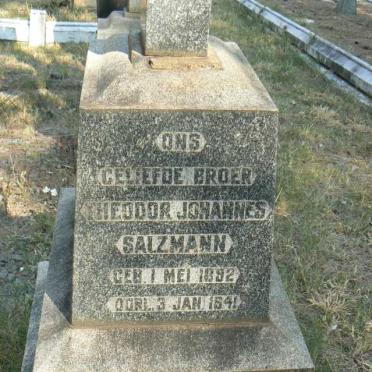 ONS
GELIEFDE BROER
THEODOR JOHANNES
SALZMANN
GEB. 1 MEI 1892
OORL. 3 JAN 1941